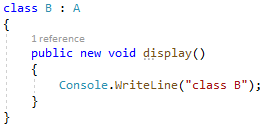 class B : A
{
1 reference
public new void display()
{
Console.WriteLine("class B");
}
}